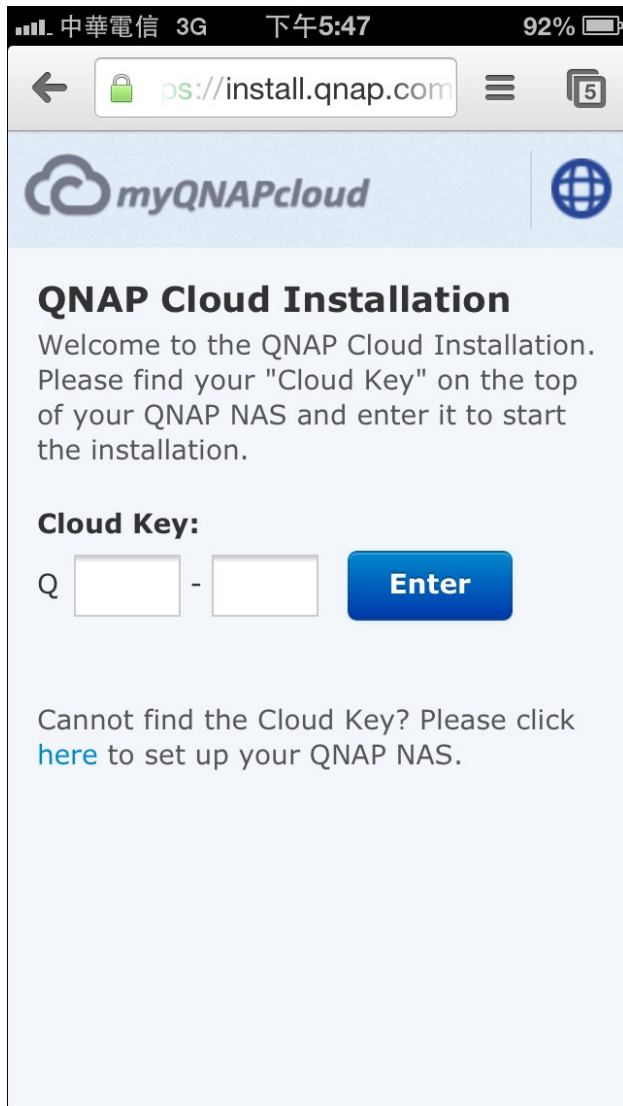 中華電信 3G 下午5:47 92%
ps://install.qnap.com
5
myQNAPcloud
QNAP Cloud Installation
Welcome to the QNAP Cloud Installation.
Please find your "Cloud Key" on the top
of your QNAP NAS and enter it to start
the installation.
Cloud Key:
Q - Enter
Cannot find the Cloud Key? Please click
here to set up your QNAP NAS.